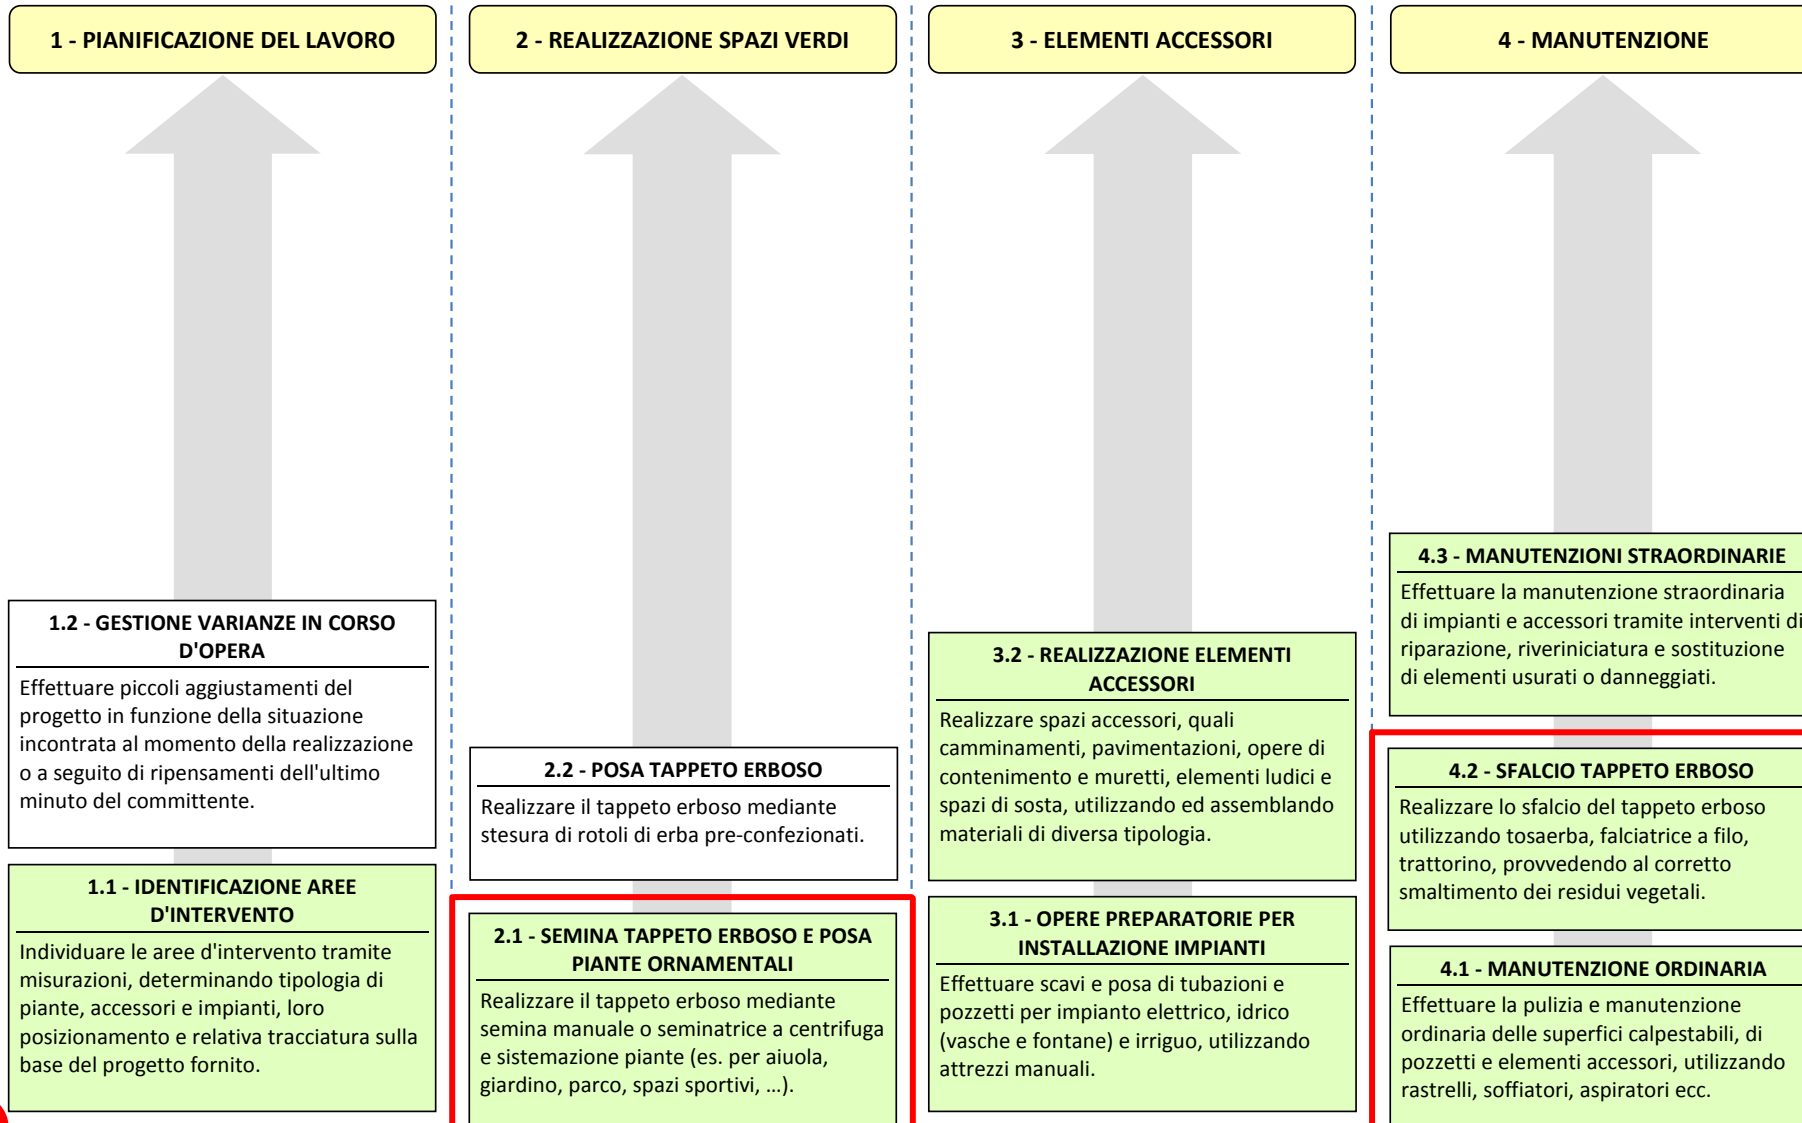 1 - PIANIFICAZIONE DEL LAVORO
2 - REALIZZAZIONE SPAZI VERDI
3 - ELEMENTI ACCESSORI
4 - MANUTENZIONE
1.2 - GESTIONE VARIANZE IN CORSO
D'OPERA
Effettuare piccoli aggiustamenti del
progetto in funzione della situazione
incontrata al momento della realizzazione
o a seguito di ripensamenti dell'ultimo
minuto del committente.
1.1 - IDENTIFICAZIONE AREE
D'INTERVENTO
Individuare le aree d'intervento tramite
misurazioni, determinando tipologia di
piante, accessori e impianti, loro
posizionamento e relativa tracciatura sulla
base del progetto fornito.
2.2 - POSA TAPPETO ERBOSO
Realizzare il tappeto erboso mediante
stesura di rotoli di erba pre-confezionati.
2.1 - SEMINA TAPPETO ERBOSO E POSA
PIANTE ORNAMENTALI
Realizzare il tappeto erboso mediante
semina manuale o seminatrice a centrifuga
e sistemazione piante (es. per aiuola,
giardino, parco, spazi sportivi, …).
3.2 - REALIZZAZIONE ELEMENTI
ACCESSORI
Realizzare spazi accessori, quali
camminamenti, pavimentazioni, opere di
contenimento e muretti, elementi ludici e
spazi di sosta, utilizzando ed assemblando
materiali di diversa tipologia.
3.1 - OPERE PREPARATORIE PER
INSTALLAZIONE IMPIANTI
Effettuare scavi e posa di tubazioni e
pozzetti per impianto elettrico, idrico
(vasche e fontane) e irriguo, utilizzando
attrezzi manuali.
4.3 - MANUTENZIONI STRAORDINARIE
Effettuare la manutenzione straordinaria
di impianti e accessori tramite interventi di
riparazione, riveriniciatura e sostituzione
di elementi usurati o danneggiati.
4.2 - SFALCIO TAPPETO ERBOSO
Realizzare lo sfalcio del tappeto erboso
utilizzando tosaerba, falciatrice a filo,
trattorino, provvedendo al corretto
smaltimento dei residui vegetali.
4.1 - MANUTENZIONE ORDINARIA
Effettuare la pulizia e manutenzione
ordinaria delle superfici calpestabili, di
pozzetti e elementi accessori, utilizzando
rastrelli, soffiatori, aspiratori ecc.